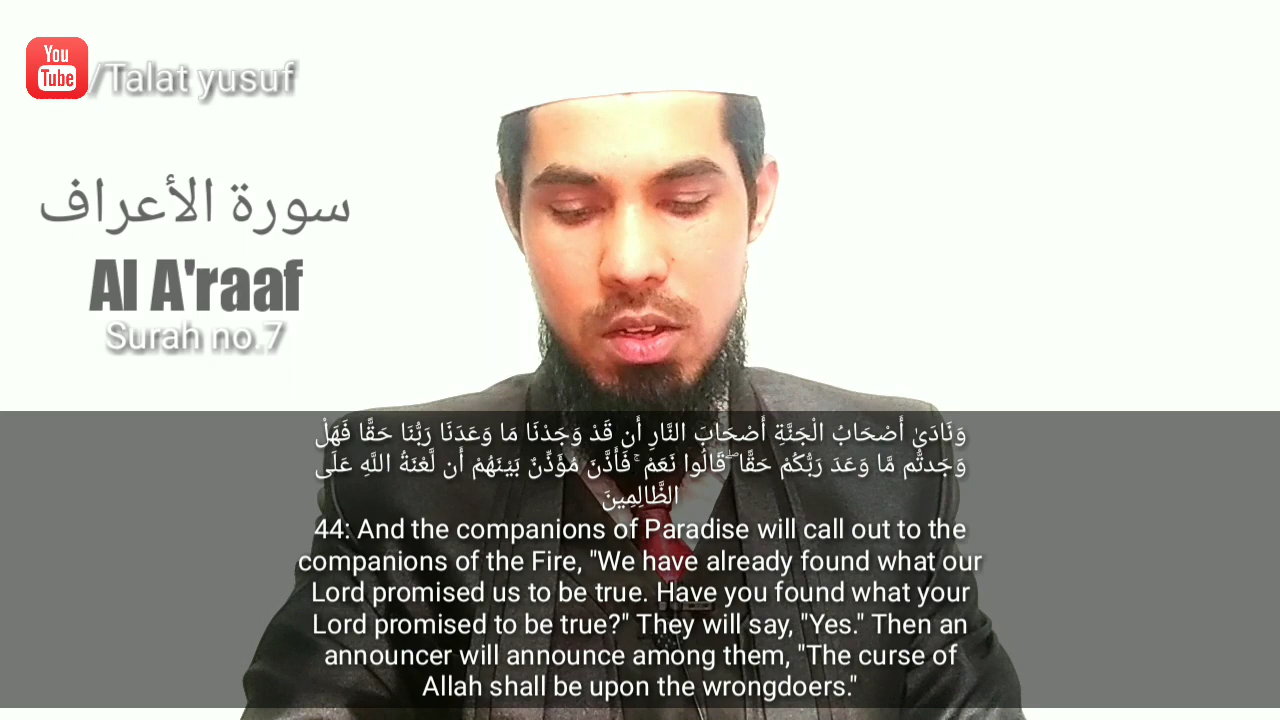 You
Tube
/Talat yusuf
سورة الأعراف
Al A'raaf
Surah no.7
وَنَادَىٰ أَصْحَابُ الْجَنَّةِ أَصْحَابَ النَّارِ أَن قَدْ وَجَدْنَا مَا وَعَدَنَا رَبُّنَا حَقًّا فَهَلْ
وَجَدتُّم مَّا وَعَدَ رَبُّكُمْ حَقًّا ۖ قَالُوا نَعَمْ ۚ فَأَذَّنَ مُؤَذِّنٌ بَيْنَهُمْ أَن لَّعْنَةُ اللَّهِ عَلَى
الظَّالِمِينَ
44: And the companions of Paradise will call out to the
companions of the Fire, "We have already found what our
Lord promised us to be true. Have you found what your
Lord promised to be true?" They will say, "Yes." Then an
announcer will announce among them, "The curse of
Allah shall be upon the wrongdoers."